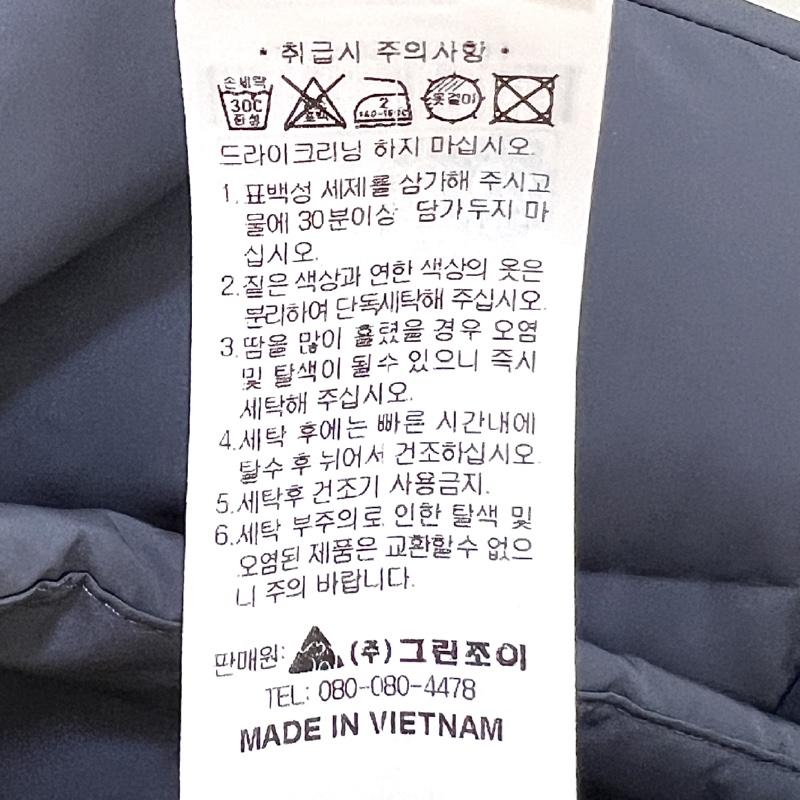 • 취급시 주의사항 •
손세탁
30C
중성
표백
2
140-160C
옷걸이
드라이크리닝 하지 마십시오.
1. 표백성 세제를 삼가해 주시고
물에 30분이상 담가두지 마
십시오.
2. 짙은 색상과 연한 색상의 옷은
분리하여 단독세탁해 주십시오.
3. 땀을 많이 흘렸을 경우 오염
및 탈색이 될수 있으니 즉시
세탁해 주십시오.
4. 세탁 후에는 빠른 시간내에
탈수 후 뉘어서 건조하십시오.
5. 세탁후 건조기 사용금지.
6. 세탁 부주의로 인한 탈색 및
오염된 제품은 교환할수 없으
니 주의 바랍니다.
판매원: (주)그린조이
TEL: 080-080-4478
MADE IN VIETNAM